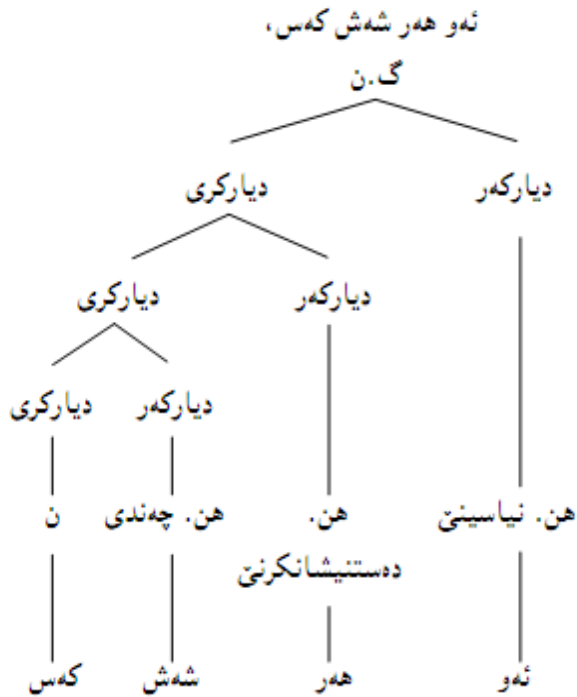 ئەو هەر شەش کەس،
گ.ن
دیارکەر دیارکری
دیارکەر دیارکری
دیارکەر دیارکری
هن. نیاسینێ هن. هن. چەندی ن
دەستنیشانکرنێ
ئەو هەر شەش کەس